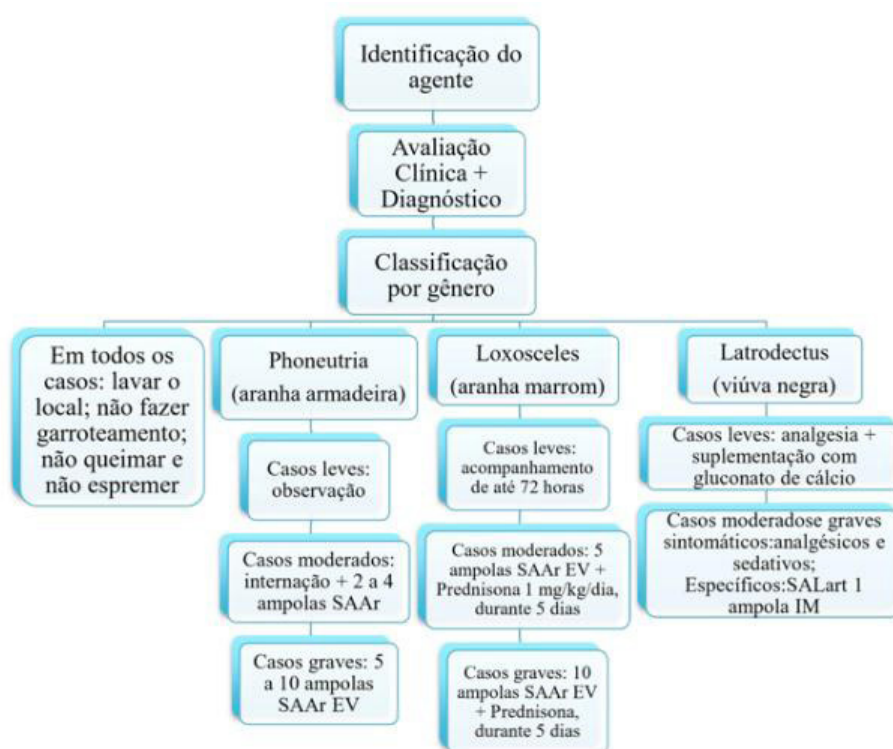 Identificação do
agente
Avaliação
Clínica +
Diagnóstico
Classificação
por gênero
Em todos os
casos: lavar o
local; não fazer
garroteamento;
não queimar e
não espremer
Phoneutria
(aranha armadeira)
Casos leves:
observação
Casos moderados:
internação + 2 a 4
ampolas SAAr
Casos graves: 5
a 10 ampolas
SAAr EV
Loxosceles
(aranha marrom)
Casos leves:
acompanhamento
de até 72 horas
Casos moderados: 5
ampolas SAAr EV +
Prednisona 1 mg/kg/dia,
durante 5 dias
Casos graves: 10
ampolas SAAr EV
+ Prednisona,
durante 5 dias
Latrodectus
(viúva negra)
Casos leves: analgesia +
suplementação com
gluconato de cálcio
Casos moderadose graves
sintomáticos:analgésicos e
sedativos;
Específicos:SALart 1
ampola IM